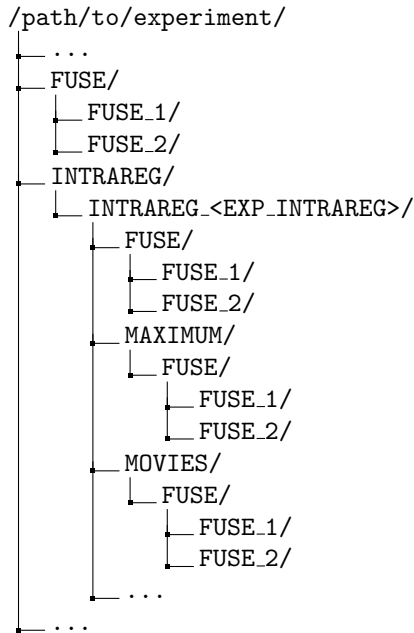 /path/to/experiment/
...
FUSE/
FUSE_1/
FUSE_2/
INTRAREG/
INTRAREG_<EXP_INTRAREG>/
FUSE/
FUSE_1/
FUSE_2/
MAXIMUM/
FUSE/
FUSE_1/
FUSE_2/
MOVIES/
FUSE/
FUSE_1/
FUSE_2/
...
...